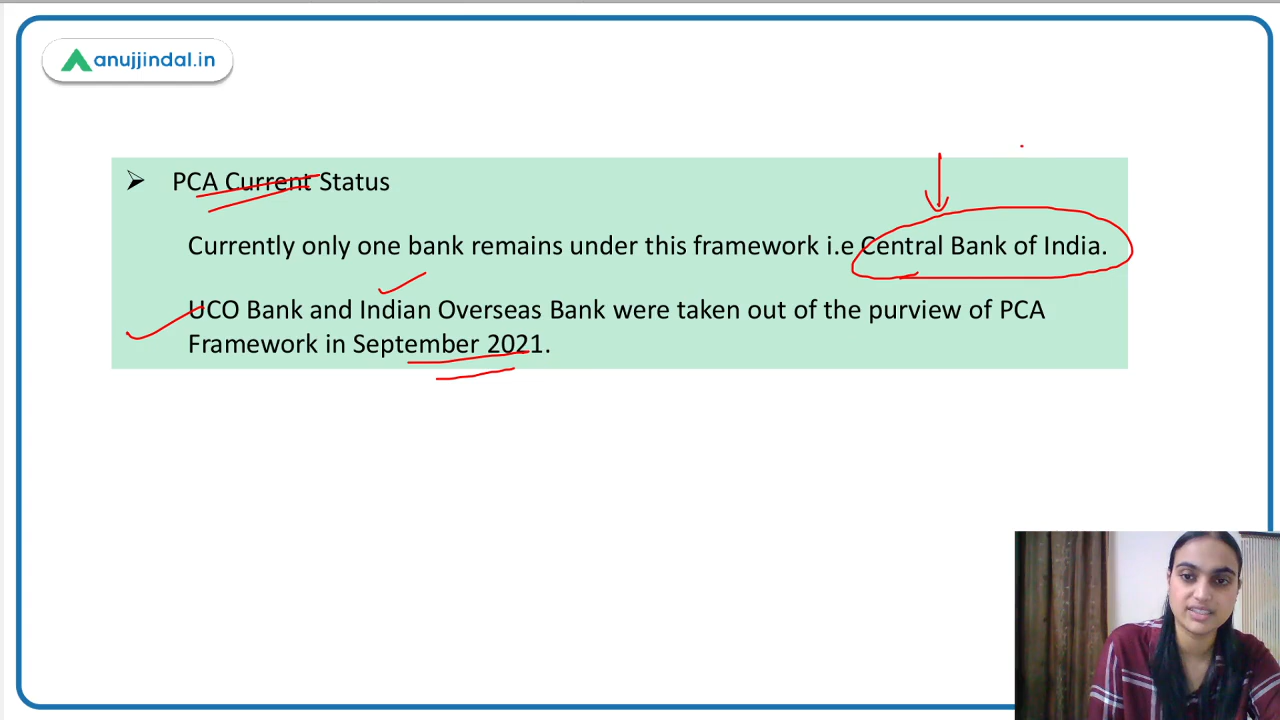 anujjindal.in
PCA Current Status
Currently only one bank remains under this framework i.e Central Bank of India.
UCO Bank and Indian Overseas Bank were taken out of the purview of PCA
Framework in September 2021.